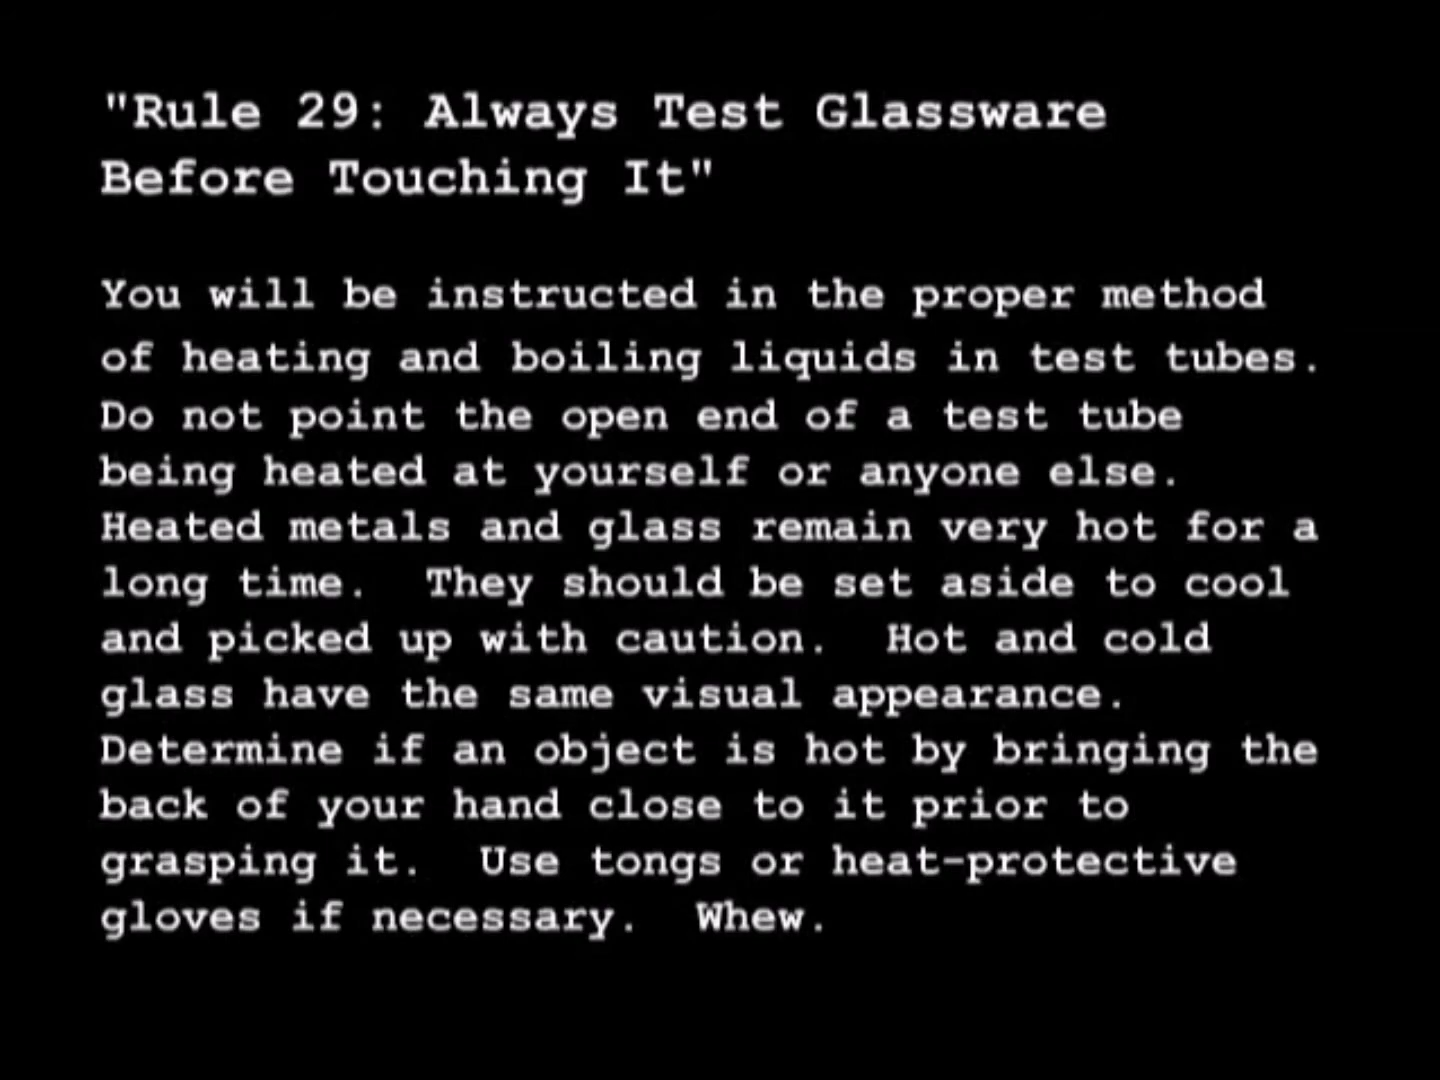 "Rule 29: Always Test Glassware
Before Touching It"
You will be instructed in the proper method
of heating and boiling liquids in test tubes.
Do not point the open end of a test tube
being heated at yourself or anyone else.
Heated metals and glass remain very hot for a
long time.  They should be set aside to cool
and picked up with caution.  Hot and cold
glass have the same visual appearance.
Determine if an object is hot by bringing the
back of your hand close to it prior to
grasping it.  Use tongs or heat-protective
gloves if necessary.  Whew.